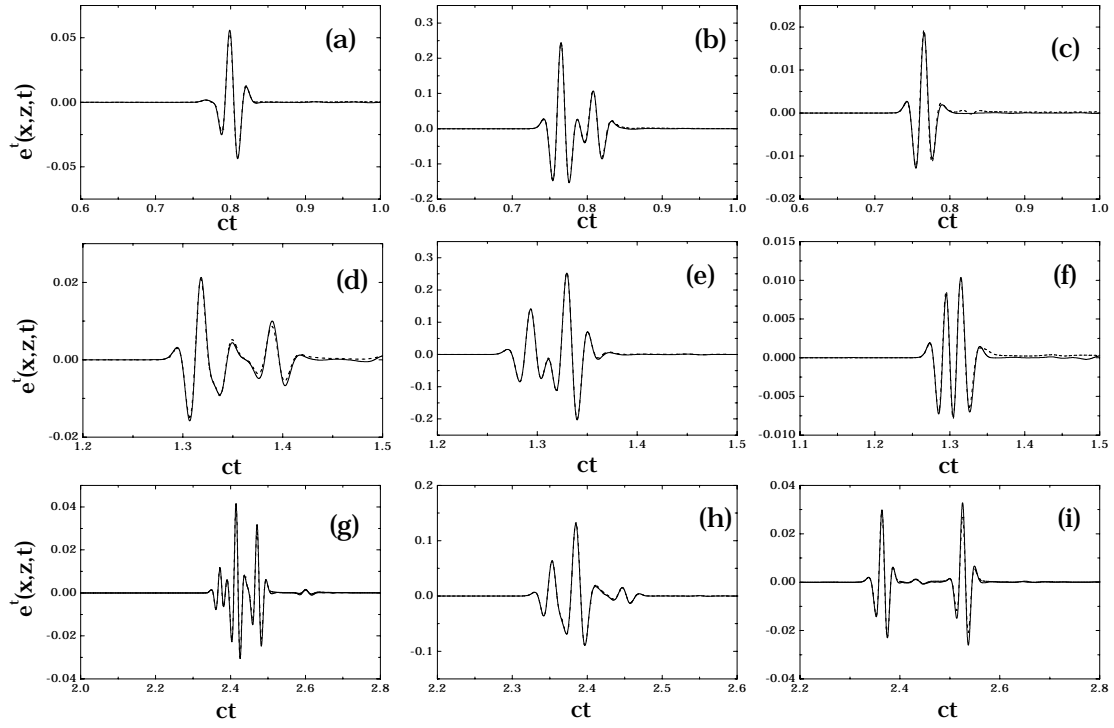 (a)
e^t(x,z,t)
0.05
0.00
-0.05
0.6 0.7 0.8 0.9 1.0
ct
(b)
0.3
0.2
0.1
0.0
-0.1
-0.2
0.6 0.7 0.8 0.9 1.0
ct
(c)
0.02
0.01
0.00
-0.01
-0.02
0.6 0.7 0.8 0.9 1.0
ct
(d)
0.02
0.00
-0.02
1.2 1.3 1.4 1.5
ct
(e)
0.3
0.2
0.1
0.0
-0.1
-0.2
1.2 1.3 1.4 1.5
ct
(f)
0.015
0.010
0.005
0.000
-0.005
-0.010
1.1 1.2 1.3 1.4 1.5
ct
(g)
e^t(x,z,t)
0.04
0.02
0.00
-0.02
-0.04
2.0 2.2 2.4 2.6 2.8
ct
(h)
0.2
0.1
0.0
-0.1
2.2 2.3 2.4 2.5 2.6
ct
(i)
0.04
0.02
0.00
-0.02
-0.04
2.2 2.4 2.6 2.8
ct